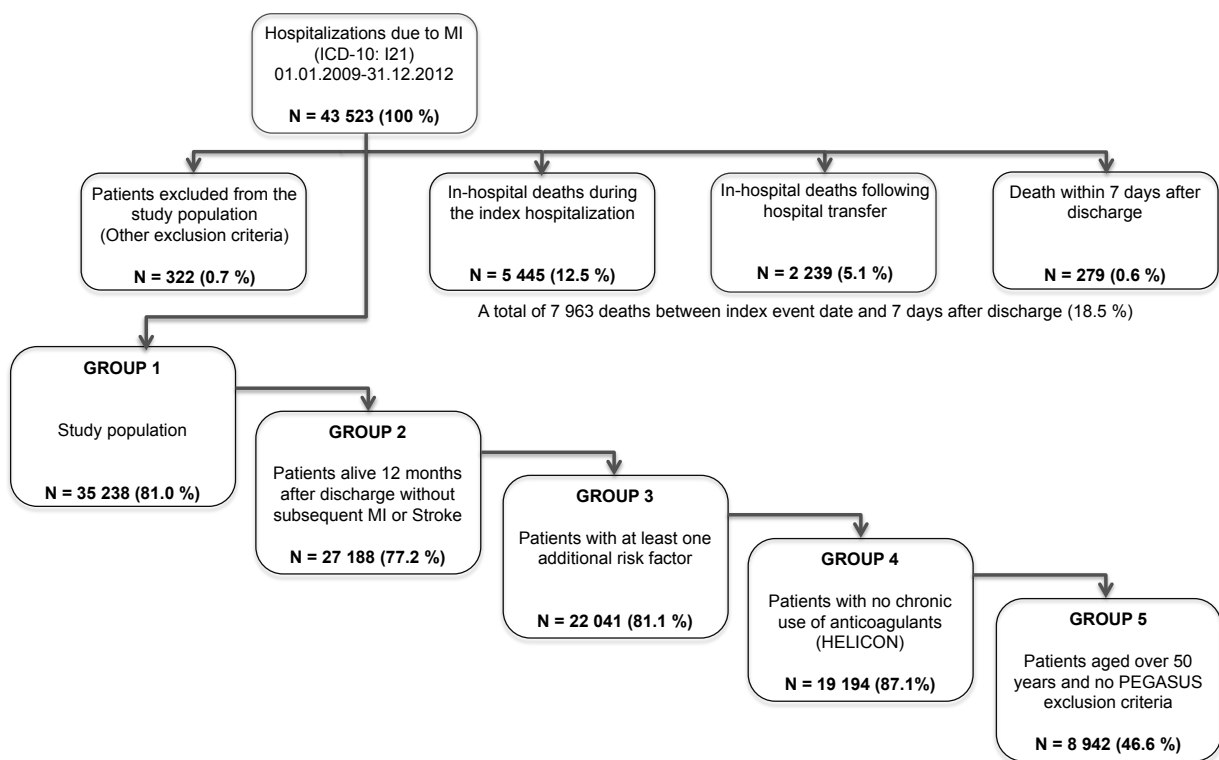 Hospitalizations due to MI
(ICD-10: I21)
01.01.2009-31.12.2012
N = 43 523 (100 %)
Patients excluded from the
study population
(Other exclusion criteria)
N = 322 (0.7 %)
In-hospital deaths during
the index hospitalization
N = 5 445 (12.5 %)
In-hospital deaths following
hospital transfer
N = 2 239 (5.1 %)
Death within 7 days after
discharge
N = 279 (0.6 %)
A total of 7 963 deaths between index event date and 7 days after discharge (18.5 %)
GROUP 1
Study population
N = 35 238 (81.0 %)
GROUP 2
Patients alive 12 months
after discharge without
subsequent MI or Stroke
N = 27 188 (77.2 %)
GROUP 3
Patients with at least one
additional risk factor
N = 22 041 (81.1 %)
GROUP 4
Patients with no chronic
use of anticoagulants
(HELICON)
N = 19 194 (87.1%)
GROUP 5
Patients aged over 50
years and no PEGASUS
exclusion criteria
N = 8 942 (46.6 %)